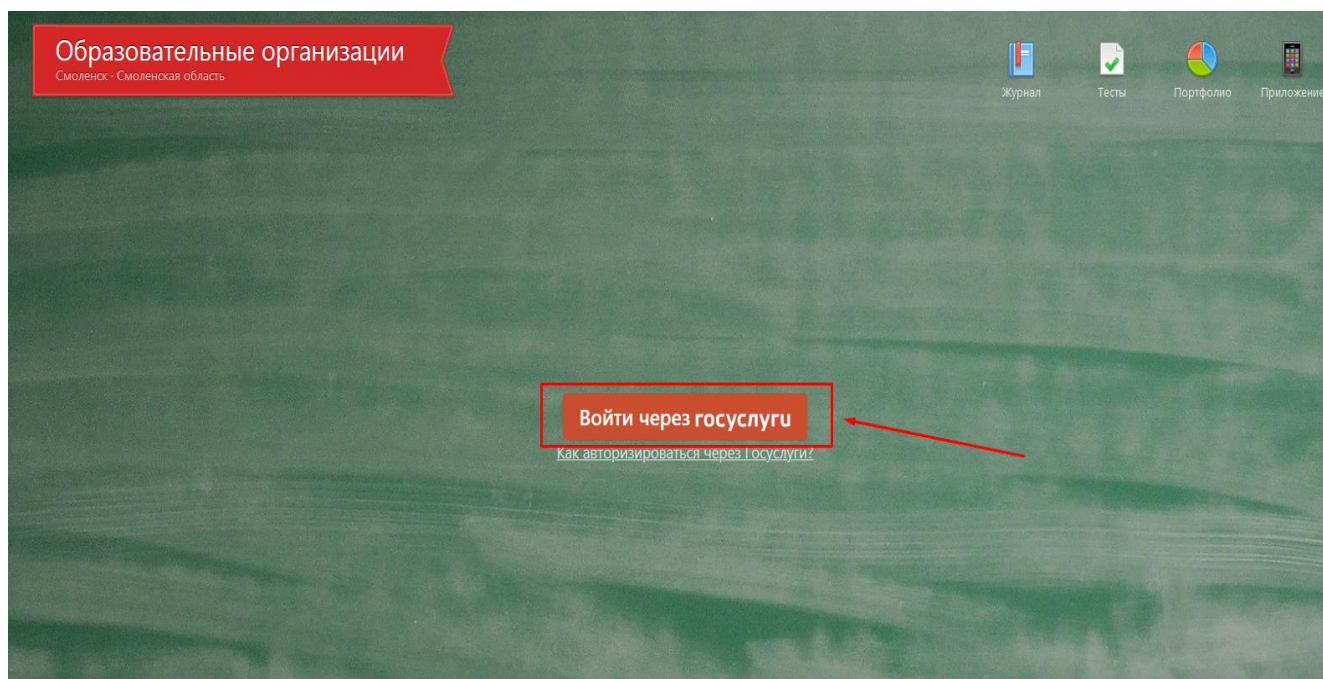 Образовательные организации
Смоленск · Смоленская область
Журнал
Тесты
Портфолио
Приложение
Войти через госуслуги
Как авторизироваться через Госуслуги?